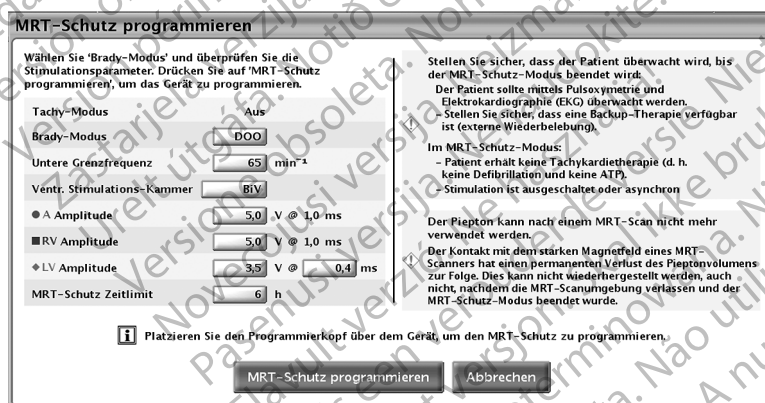 MRT-Schutz programmieren
Wählen Sie 'Brady-Modus' und überprüfen Sie die
Stimulationsparameter. Drücken Sie auf 'MRT-Schutz
programmieren', um das Gerät zu programmieren.
Tachy-Modus Aus
Brady-Modus DOO
Untere Grenzfrequenz 65 min⁻¹
Ventr. Stimulations-Kammer BiV
A Amplitude 5,0 V @ 1,0 ms
RV Amplitude 5,0 V @ 1,0 ms
LV Amplitude 3,5 V @ 0,4 ms
MRT-Schutz Zeitlimit 6 h
Stellen Sie sicher, dass der Patient überwacht wird, bis
der MRT-Schutz-Modus beendet wird:
Der Patient sollte mittels Pulsoxymetrie und
Elektrokardiographie (EKG) überwacht werden.
- Stellen Sie sicher, dass eine Backup-Therapie verfügbar
ist (externe Wiederbelebung).
Im MRT-Schutz-Modus:
- Patient erhält keine Tachykardietherapie (d. h.
keine Defibrillation und keine ATP).
- Stimulation ist ausgeschaltet oder asynchron
Der Piepton kann nach einem MRT-Scan nicht mehr
verwendet werden.
Der Kontakt mit dem starken Magnetfeld eines MRT-
Scanners hat einen permanenten Verlust des Pieptonvolumens
zur Folge. Dies kann nicht wiederhergestellt werden, auch
nicht, nachdem die MRT-Scanumgebung verlassen und der
MRT-Schutz-Modus beendet wurde.
i Platzieren Sie den Programmierkopf über dem Gerät, um den MRT-Schutz zu programmieren.
MRT-Schutz programmieren Abbrechen